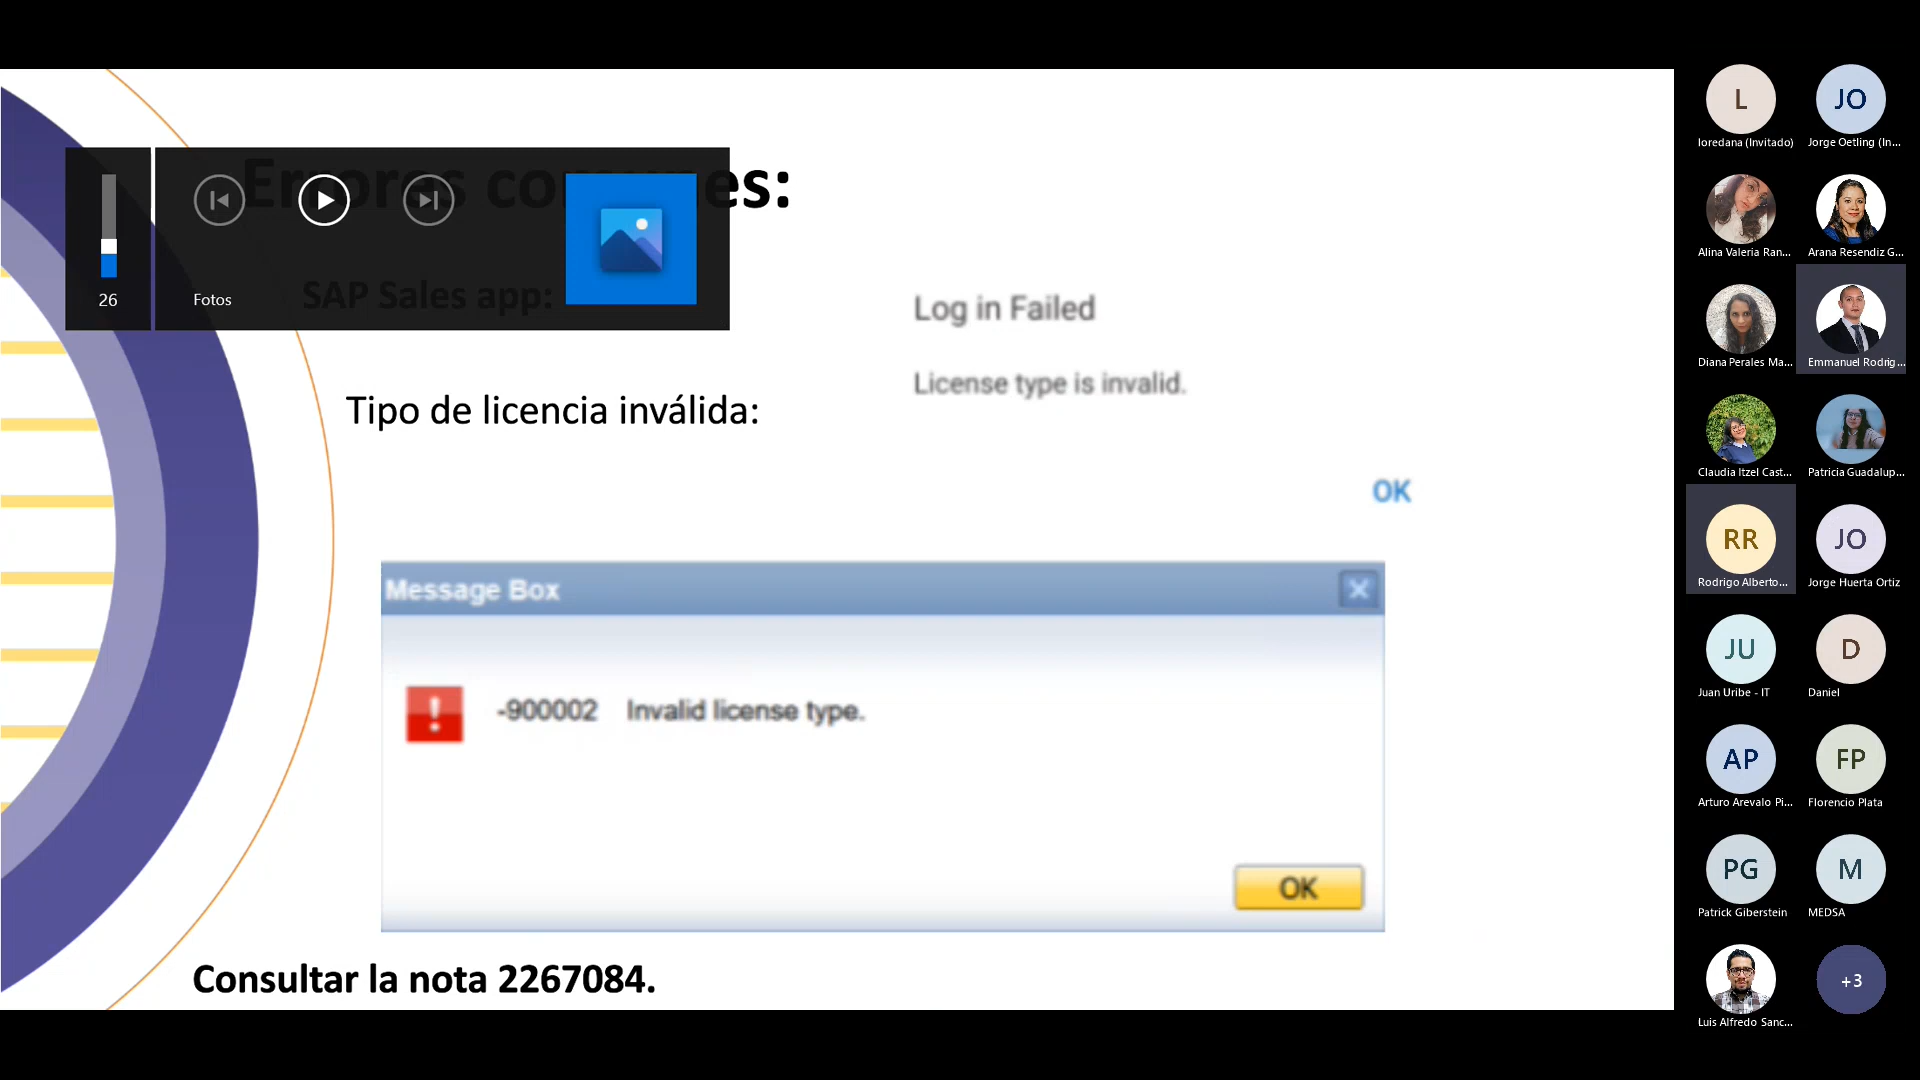 Errores comunes:
26
Fotos
SAP Sales app:
Log in Failed
License type is invalid.
Tipo de licencia inválida:
OK
Message Box
-900002 Invalid license type.
OK
Consultar la nota 2267084.
L
loredana (Invitado)
JO
Jorge Oetling (In...
Alina Valeria Ran...
Arana Resendiz G...
Diana Perales Ma...
Emmanuel Rodrig...
Claudia Itzel Cast...
Patricia Guadalup...
RR
Rodrigo Alberto...
JO
Jorge Huerta Ortiz
JU
Juan Uribe - IT
D
Daniel
AP
Arturo Arevalo Pi...
FP
Florencio Plata
PG
Patrick Giberstein
M
MEDSA
Luis Alfredo Sanc...
+3